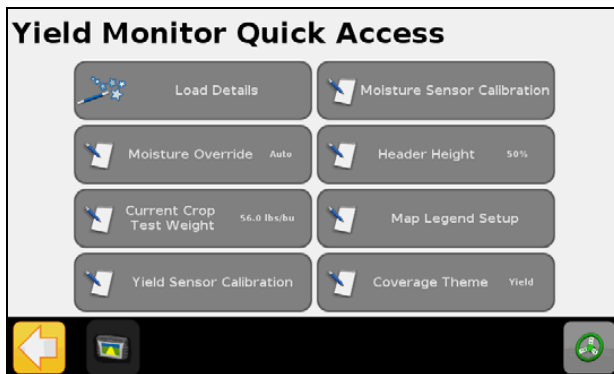 Yield Monitor Quick Access
Load Details
Moisture Sensor Calibration
Moisture Override Auto
Header Height 50%
Current Crop
Test Weight 56.0 lbs/bu
Map Legend Setup
Yield Sensor Calibration
Coverage Theme Yield